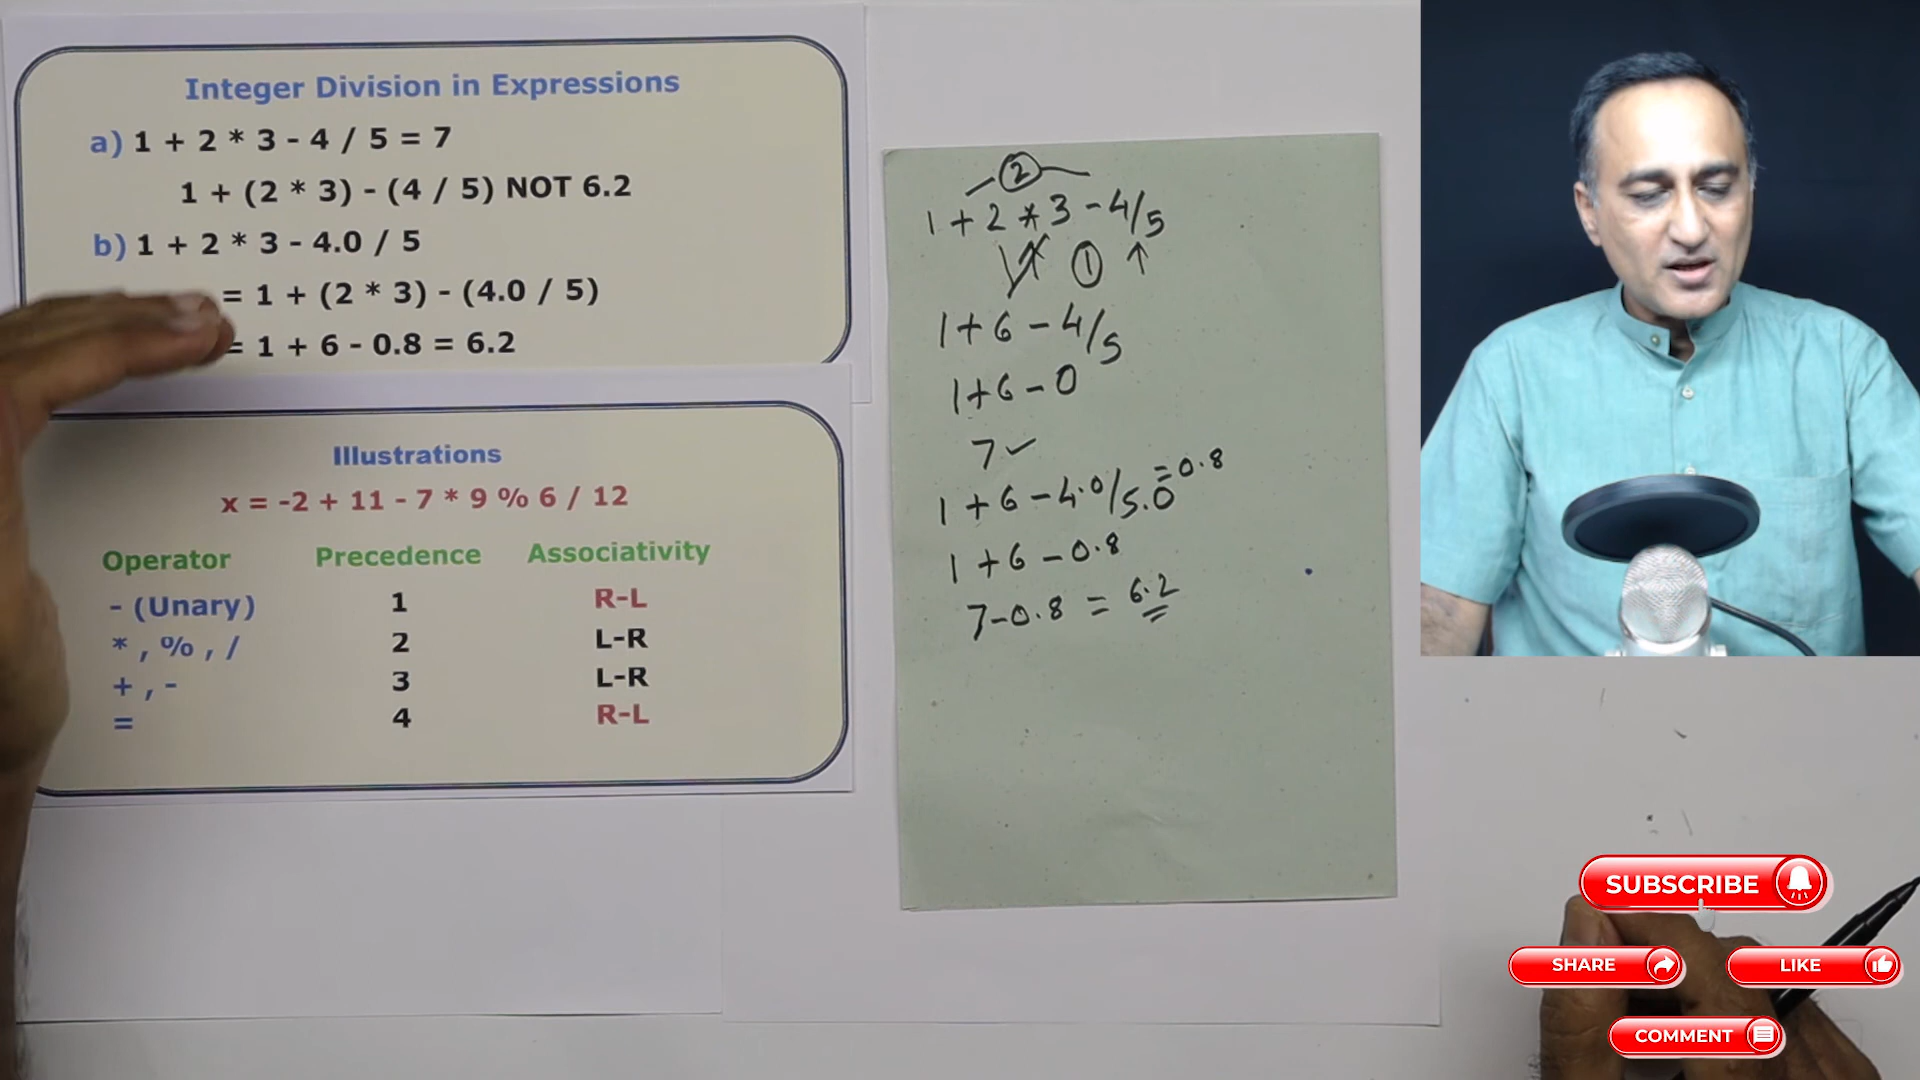 Integer Division in Expressions
a) 1 + 2 * 3 - 4 / 5 = 7
1 + (2 * 3) - (4 / 5) NOT 6.2
b) 1 + 2 * 3 - 4.0 / 5
= 1 + (2 * 3) - (4.0 / 5)
= 1 + 6 - 0.8 = 6.2
Illustrations
x = -2 + 11 - 7 * 9 % 6 / 12
Operator Precedence Associativity
- (Unary) 1 R-L
* , % , / 2 L-R
+ , - 3 L-R
= 4 R-L
2
1 + 2 * 3 - 4/5
1
1 + 6 - 4/5
1 + 6 - 0
7 ✓
1 + 6 - 4.0/5.0 = 0.8
1 + 6 - 0.8
7 - 0.8 = 6.2
SUBSCRIBE
SHARE
LIKE
COMMENT